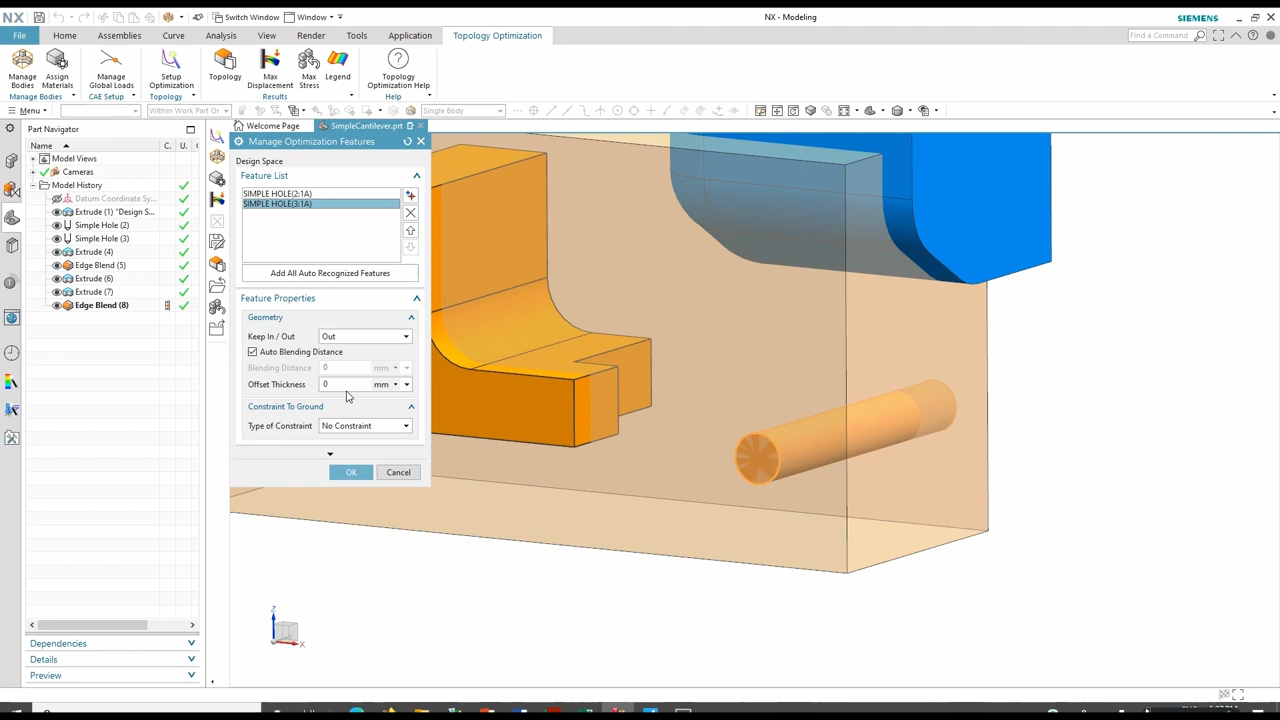 NX
Switch Window
Window
NX - Modeling
SIEMENS
File
Home
Assemblies
Curve
Analysis
View
Render
Tools
Application
Topology Optimization
Find a Command
Manage Bodies
Assign Materials
Manage Global Loads
Setup Optimization
Topology
Max Displacement
Max Stress
Legend
Topology Optimization Help
Manage Bodies
CAE Setup
Topology
Results
Help
Menu
Within Work Part On
Single Body
Part Navigator
Name
C.
U.
Model Views
Cameras
Model History
Datum Coordinate Sy...
Extrude (1) "Design S...
Simple Hole (2)
Simple Hole (3)
Extrude (4)
Edge Blend (5)
Extrude (6)
Extrude (7)
Edge Blend (8)
Dependencies
Details
Preview
Welcome Page
SimpleCantilever.prt
Manage Optimization Features
Design Space
Feature List
SIMPLE HOLE(2:1A)
SIMPLE HOLE(3:1A)
Add All Auto Recognized Features
Feature Properties
Geometry
Keep In / Out
Out
Auto Blending Distance
Blending Distance
0
mm
Offset Thickness
0
mm
Constraint To Ground
Type of Constraint
No Constraint
OK
Cancel
Z
X